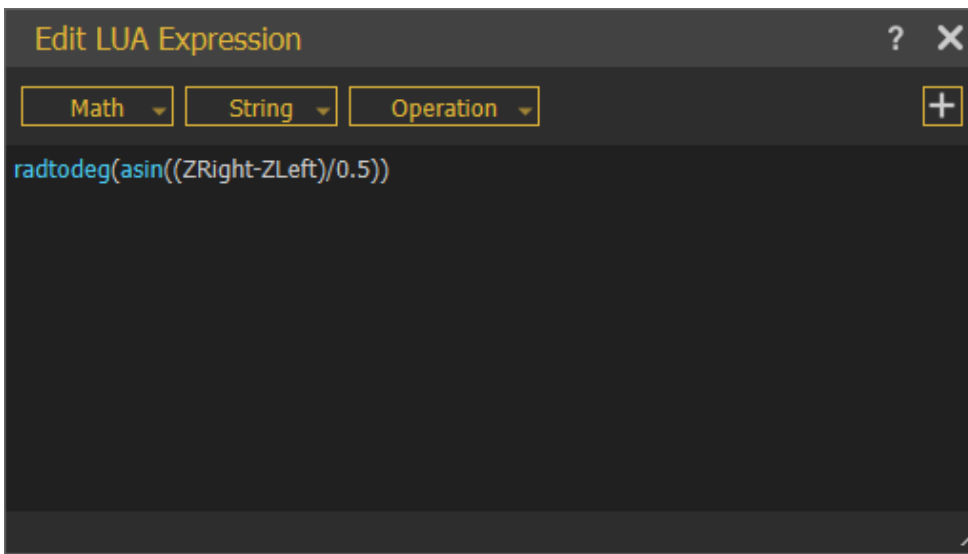 Edit LUA Expression ?
Math String Operation
radtodeg(asin((ZRight-ZLeft)/0.5))